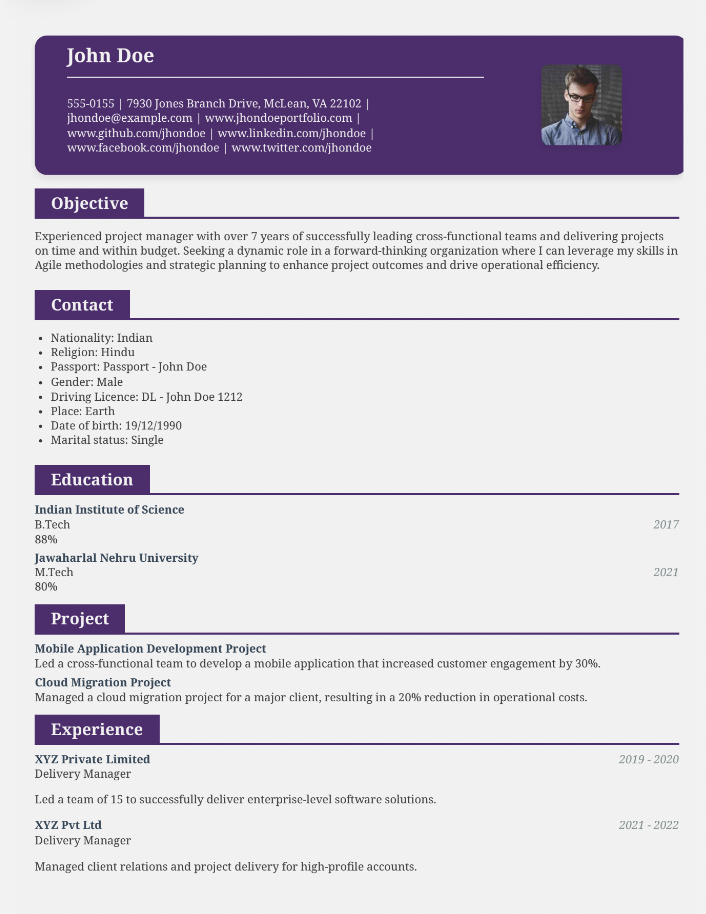 John Doe
555-0155 | 7930 Jones Branch Drive, McLean, VA 22102 |
jhondoe@example.com | www.jhondoeportfolio.com |
www.github.com/jhondoe | www.linkedin.com/jhondoe |
www.facebook.com/jhondoe | www.twitter.com/jhondoe
Objective
Experienced project manager with over 7 years of successfully leading cross-functional teams and delivering projects
on time and within budget. Seeking a dynamic role in a forward-thinking organization where I can leverage my skills in
Agile methodologies and strategic planning to enhance project outcomes and drive operational efficiency.
Contact
• Nationality: Indian
• Religion: Hindu
• Passport: Passport - John Doe
• Gender: Male
• Driving Licence: DL - John Doe 1212
• Place: Earth
• Date of birth: 19/12/1990
• Marital status: Single
Education
Indian Institute of Science
B.Tech 2017
88%
Jawaharlal Nehru University
M.Tech 2021
80%
Project
Mobile Application Development Project
Led a cross-functional team to develop a mobile application that increased customer engagement by 30%.
Cloud Migration Project
Managed a cloud migration project for a major client, resulting in a 20% reduction in operational costs.
Experience
XYZ Private Limited 2019 - 2020
Delivery Manager
Led a team of 15 to successfully deliver enterprise-level software solutions.
XYZ Pvt Ltd 2021 - 2022
Delivery Manager
Managed client relations and project delivery for high-profile accounts.